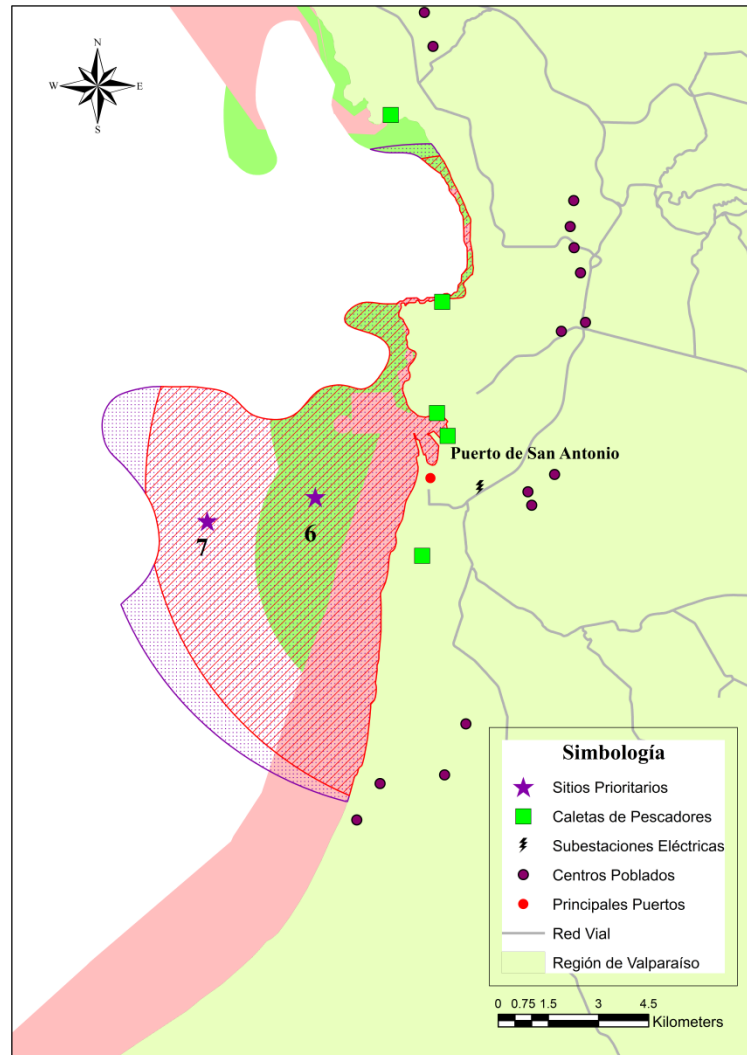 N
W E
S
Puerto de San Antonio
6
7
Simbología
Sitios Prioritarios
Caletas de Pescadores
Subestaciones Eléctricas
Centros Poblados
Principales Puertos
Red Vial
Región de Valparaíso
0 0.75 1.5 3 4.5
Kilometers